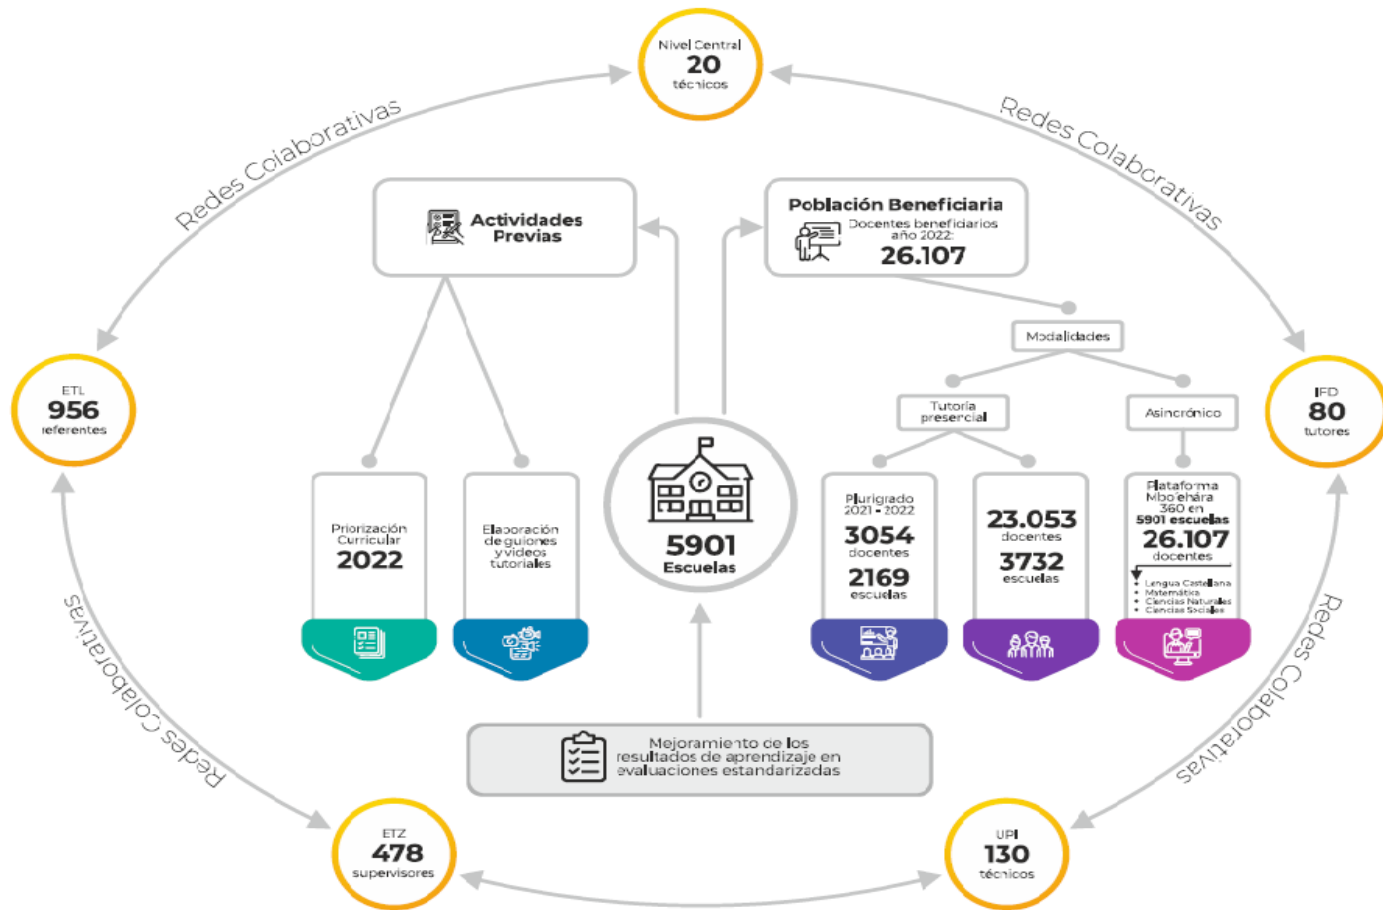 Nivel Central
20
técnicos
Redes Colaborativas
Redes Colaborativas
Actividades
Previas
Población Beneficiaria
Docentes beneficiarios
año 2022:
26.107
Modalidades
Tutoría
presencial
Asincrónico
ETL
956
referentes
IFD
80
tutores
Priorización
Curricular
2022
Elaboración
de guiones
y videos
tutoriales
5901
Escuelas
Plurigrado
2021 - 2022
3054
docentes
2169
escuelas
23.053
docentes
3732
escuelas
Plataforma
Mbo'ehára
360 en
5901 escuelas
26.107
docentes
• Lengua Castellana
• Matemática
• Ciencias Naturales
• Ciencias Sociales
Redes Colaborativas
Redes Colaborativas
Mejoramiento de los
resultados de aprendizaje en
evaluaciones estandarizadas
ETZ
478
supervisores
UPI
130
técnicos